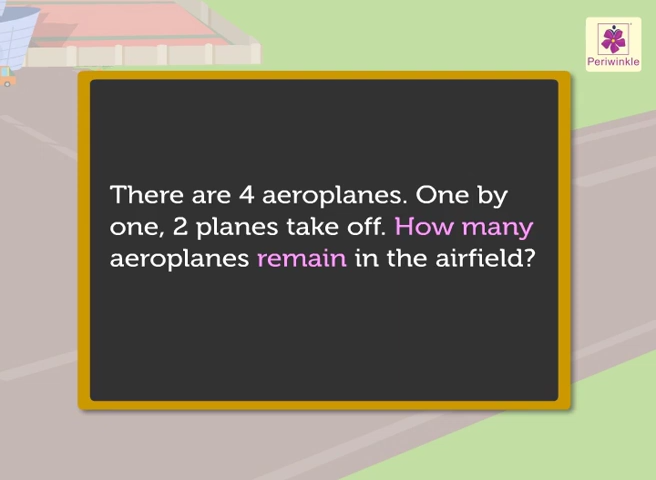 Periwinkle
There are 4 aeroplanes. One by
one, 2 planes take off. How many
aeroplanes remain in the airfield?